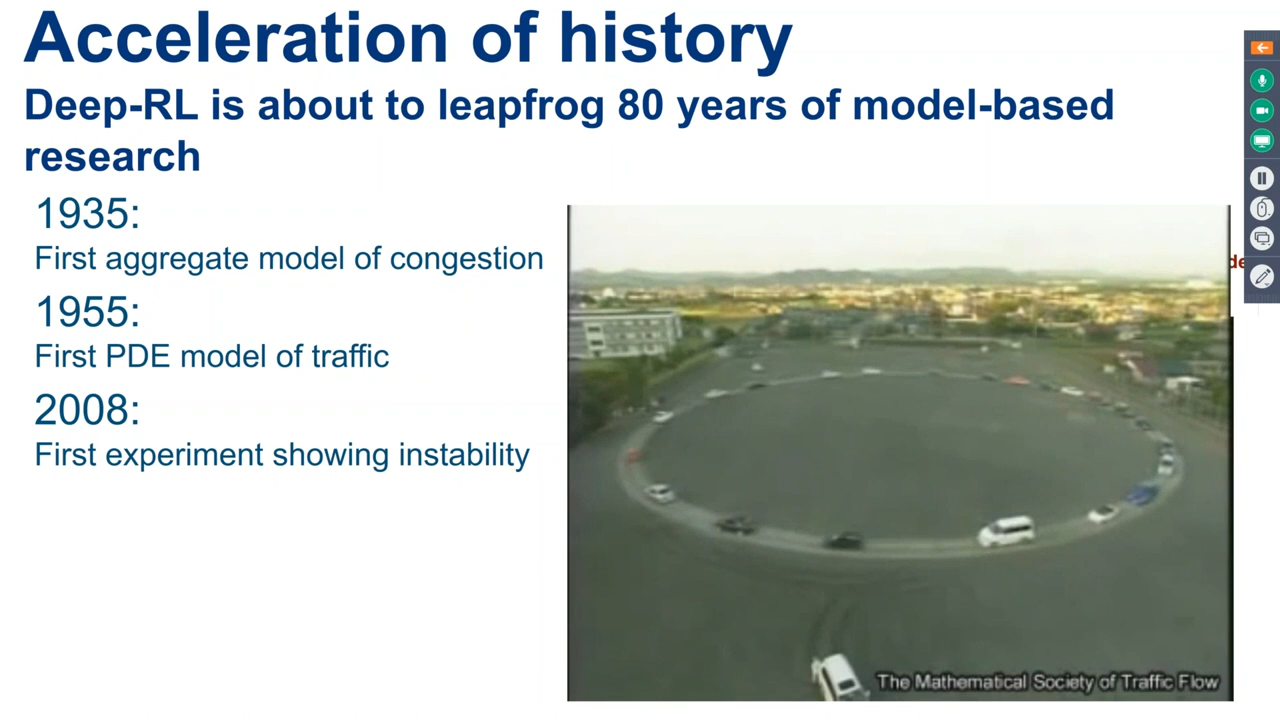 Acceleration of history
Deep-RL is about to leapfrog 80 years of model-based
research
1935:
First aggregate model of congestion
1955:
First PDE model of traffic
2008:
First experiment showing instability
de
The Mathematical Society of Traffic Flow